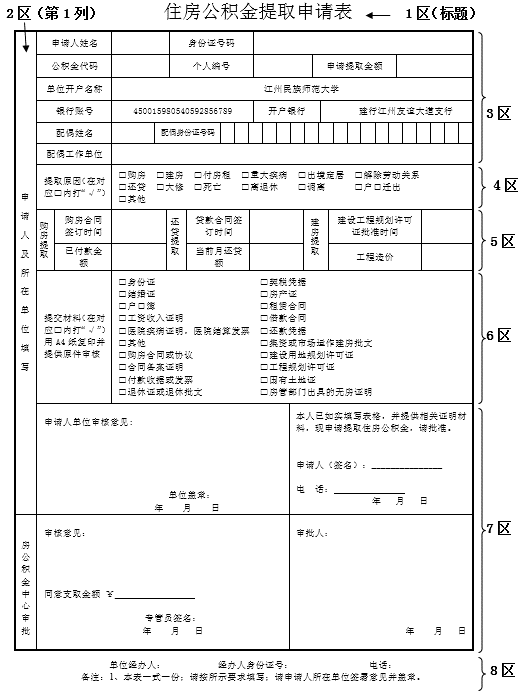 2区（第1列）
住房公积金提取申请表
1区(标题)
申请人姓名 身份证号码
公积金代码 个人编号 申请提取金额
单位开户名称 江州民族师范大学
银行账号 450015980540592856789 开户银行 建行江州友谊大道支行
配偶姓名 配偶身份证号码
配偶工作单位
3区
提取原因(在对应□内打“√”)
□购房 □建房 □付房租 □重大疾病 □出境定居 □解除劳动关系
□还贷 □大修 □死亡 □离退休 □调离 □户口迁出
□其他
4区
购房提取
购房合同签订时间
已付款金额
还贷提取
贷款合同签订时间
当前月还贷额
建房提取
建设工程规划许可证批准时间
工程造价
5区
申请人及所在单位填写
提交材料(在对应□内打“√”)用A4纸复印并提供原件审核
□身份证 □契税凭据
□结婚证 □房产证
□户口簿 □租赁合同
□工资收入证明 □借款合同
□医院疾病证明，医院结算发票 □还款凭据
□其他 □集资或市场运作建房批文
□购房合同或协议 □建设用地规划许可证
□合同备案证明 □工程规划许可证
□付款收据或发票 □国有土地证
□退休证或退休批文 □房管部门出具的无房证明
6区
申请人单位审核意见：
单位盖章：
年 月 日
本人已如实填写表格，并提供相关证明材料，现申请提取住房公积金，请批准。
申请人（签名）：
电 话：
年 月 日
7区
房公积金中心审批
审核意见：
同意支取金额 ￥
专管员签名：
年 月 日
审批人：
年 月 日
单位经办人： 经办人身份证号： 电话：
备注：1、本表一式一份；请按所示要求填写；请申请人所在单位签署意见并盖章。
8区